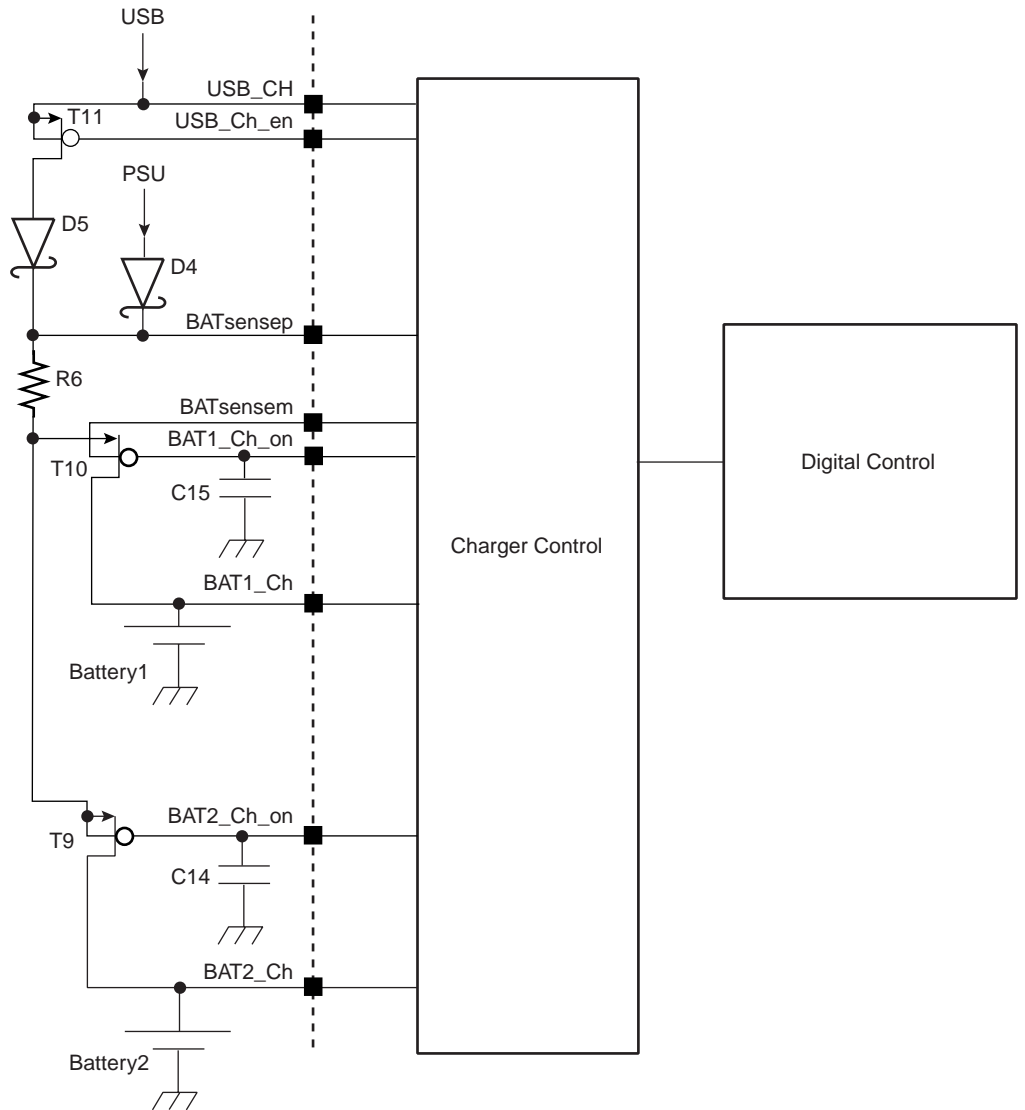 USB
USB_CH
T11
USB_Ch_en
PSU
D5
D4
BATsensep
R6
BATsensem
BAT1_Ch_on
T10
C15
Charger Control
Digital Control
BAT1_Ch
Battery1
BAT2_Ch_on
T9
C14
BAT2_Ch
Battery2